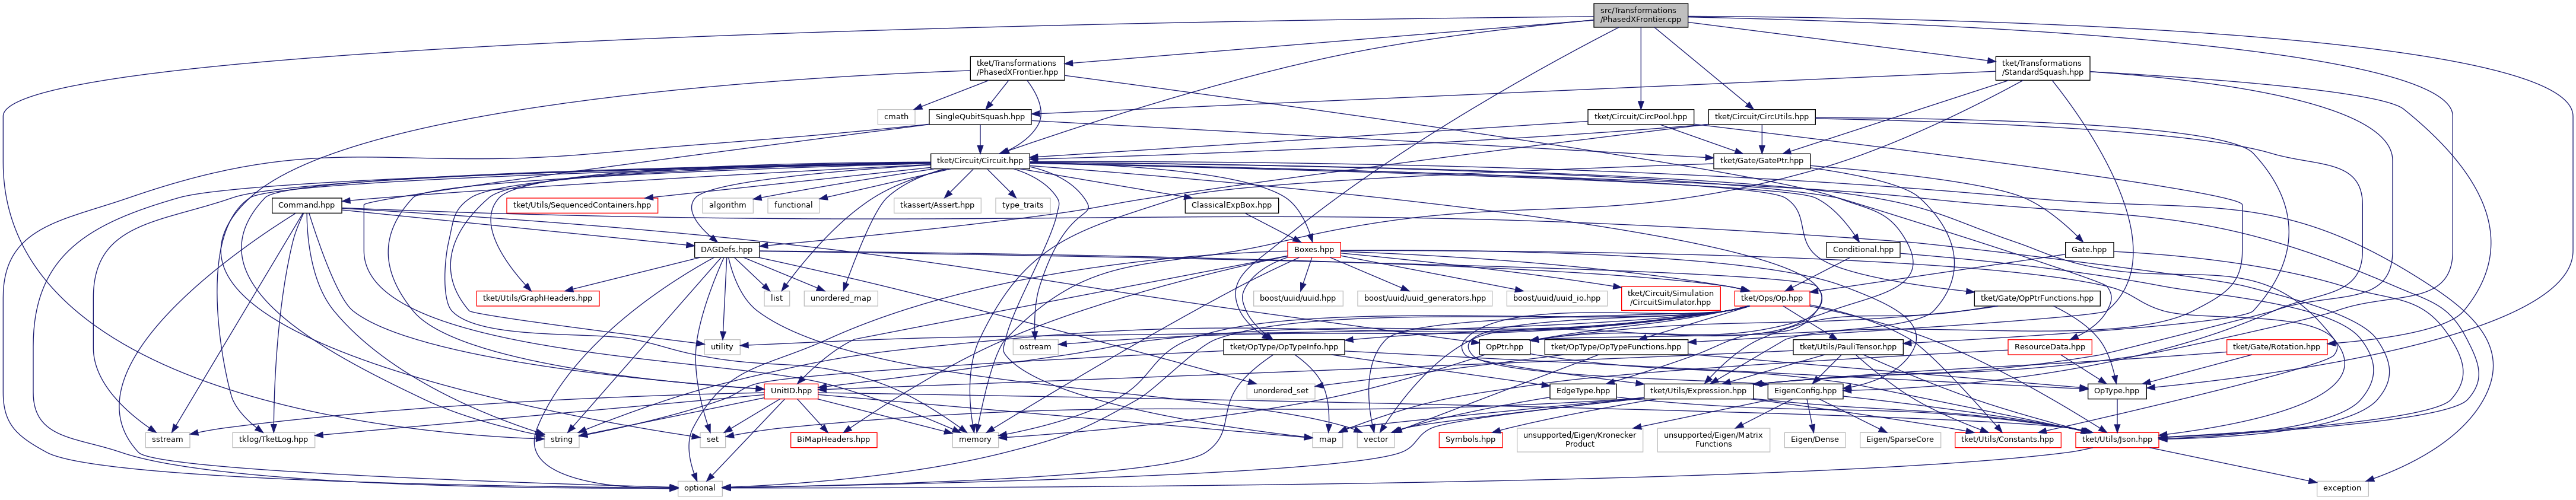 src/Transformations
/PhasedXFrontier.cpp
tket/Transformations
/PhasedXFrontier.hpp
tket/Transformations
/StandardSquash.hpp
cmath
SingleQubitSquash.hpp
tket/Circuit/CircPool.hpp
tket/Circuit/CircUtils.hpp
tket/Circuit/Circuit.hpp
tket/Gate/GatePtr.hpp
Command.hpp
tket/Utils/SequencedContainers.hpp
algorithm
functional
tkassert/Assert.hpp
type_traits
ClassicalExpBox.hpp
DAGDefs.hpp
Boxes.hpp
Conditional.hpp
Gate.hpp
tket/Utils/GraphHeaders.hpp
list
unordered_map
boost/uuid/uuid.hpp
boost/uuid/uuid_generators.hpp
boost/uuid/uuid_io.hpp
tket/Circuit/Simulation
/CircuitSimulator.hpp
tket/Ops/Op.hpp
tket/Gate/OpPtrFunctions.hpp
utility
ostream
tket/OpType/OpTypeInfo.hpp
OpPtr.hpp
tket/OpType/OpTypeFunctions.hpp
tket/Utils/PauliTensor.hpp
ResourceData.hpp
tket/Gate/Rotation.hpp
UnitID.hpp
unordered_set
EdgeType.hpp
tket/Utils/Expression.hpp
EigenConfig.hpp
OpType.hpp
sstream
tklog/TketLog.hpp
string
set
BiMapHeaders.hpp
memory
map
vector
Symbols.hpp
unsupported/Eigen/Kronecker
Product
unsupported/Eigen/Matrix
Functions
Eigen/Dense
Eigen/SparseCore
tket/Utils/Constants.hpp
tket/Utils/Json.hpp
optional
exception